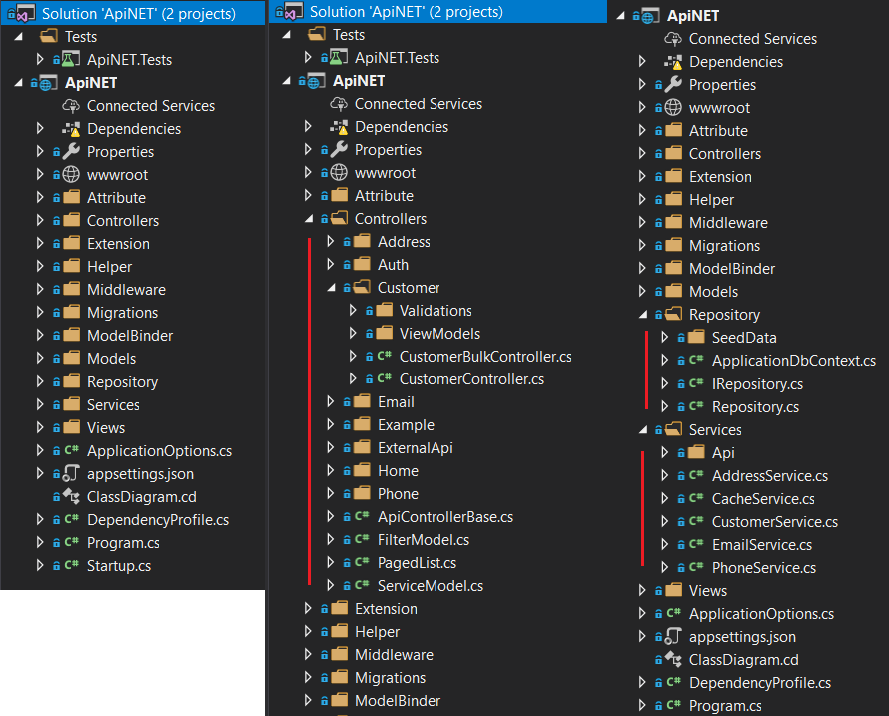 Solution 'ApiNET' (2 projects)
Tests
ApiNET.Tests
ApiNET
Connected Services
Dependencies
Properties
wwwroot
Attribute
Controllers
Extension
Helper
Middleware
Migrations
ModelBinder
Models
Repository
Services
Views
C# ApplicationOptions.cs
appsettings.json
ClassDiagram.cd
C# DependencyProfile.cs
C# Program.cs
C# Startup.cs
Solution 'ApiNET' (2 projects)
Tests
ApiNET.Tests
ApiNET
Connected Services
Dependencies
Properties
wwwroot
Attribute
Controllers
Address
Auth
Customer
Validations
ViewModels
C# CustomerBulkController.cs
C# CustomerController.cs
Email
Example
ExternalApi
Home
Phone
C# ApiControllerBase.cs
C# FilterModel.cs
C# PagedList.cs
C# ServiceModel.cs
Extension
Helper
Middleware
Migrations
ModelBinder
ApiNET
Connected Services
Dependencies
Properties
wwwroot
Attribute
Controllers
Extension
Helper
Middleware
Migrations
ModelBinder
Models
Repository
SeedData
C# ApplicationDbContext.cs
C# IRepository.cs
C# Repository.cs
Services
Api
C# AddressService.cs
C# CacheService.cs
C# CustomerService.cs
C# EmailService.cs
C# PhoneService.cs
Views
C# ApplicationOptions.cs
appsettings.json
ClassDiagram.cd
C# DependencyProfile.cs
C# Program.cs